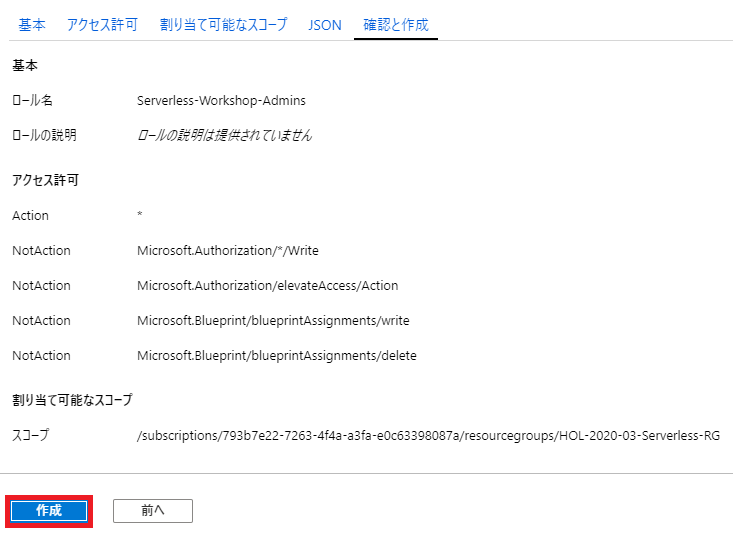 基本 アクセス許可 割り当て可能なスコープ JSON 確認と作成
基本
ロール名 Serverless-Workshop-Admins
ロールの説明 ロールの説明は提供されていません
アクセス許可
Action *
NotAction Microsoft.Authorization/*/Write
NotAction Microsoft.Authorization/elevateAccess/Action
NotAction Microsoft.Blueprint/blueprintAssignments/write
NotAction Microsoft.Blueprint/blueprintAssignments/delete
割り当て可能なスコープ
スコープ /subscriptions/793b7e22-7263-4f4a-a3fa-e0c63398087a/resourcegroups/HOL-2020-03-Serverless-RG
作成 前へ